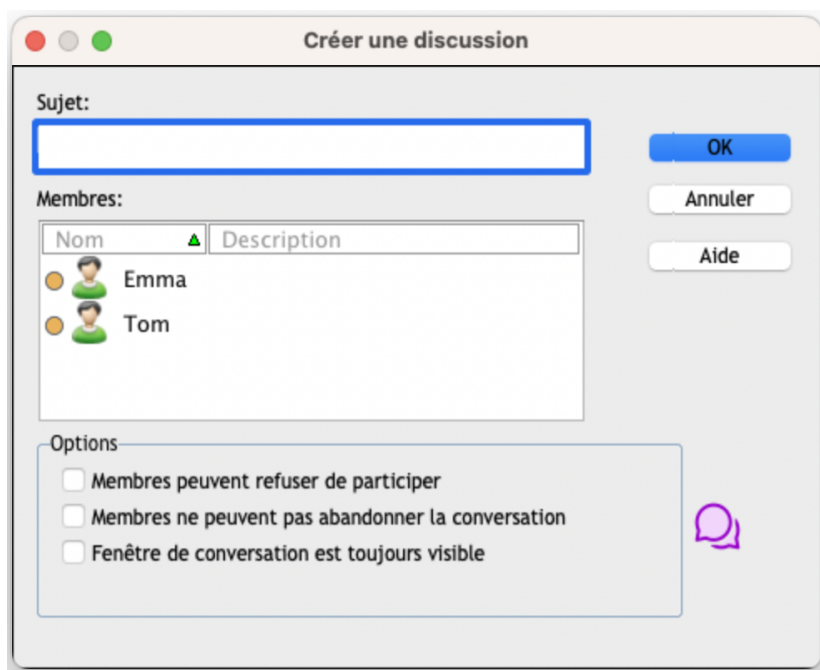 Créer une discussion
Sujet:
OK
Membres:
Annuler
Nom Description
Aide
Emma
Tom
Options
Membres peuvent refuser de participer
Membres ne peuvent pas abandonner la conversation
Fenêtre de conversation est toujours visible